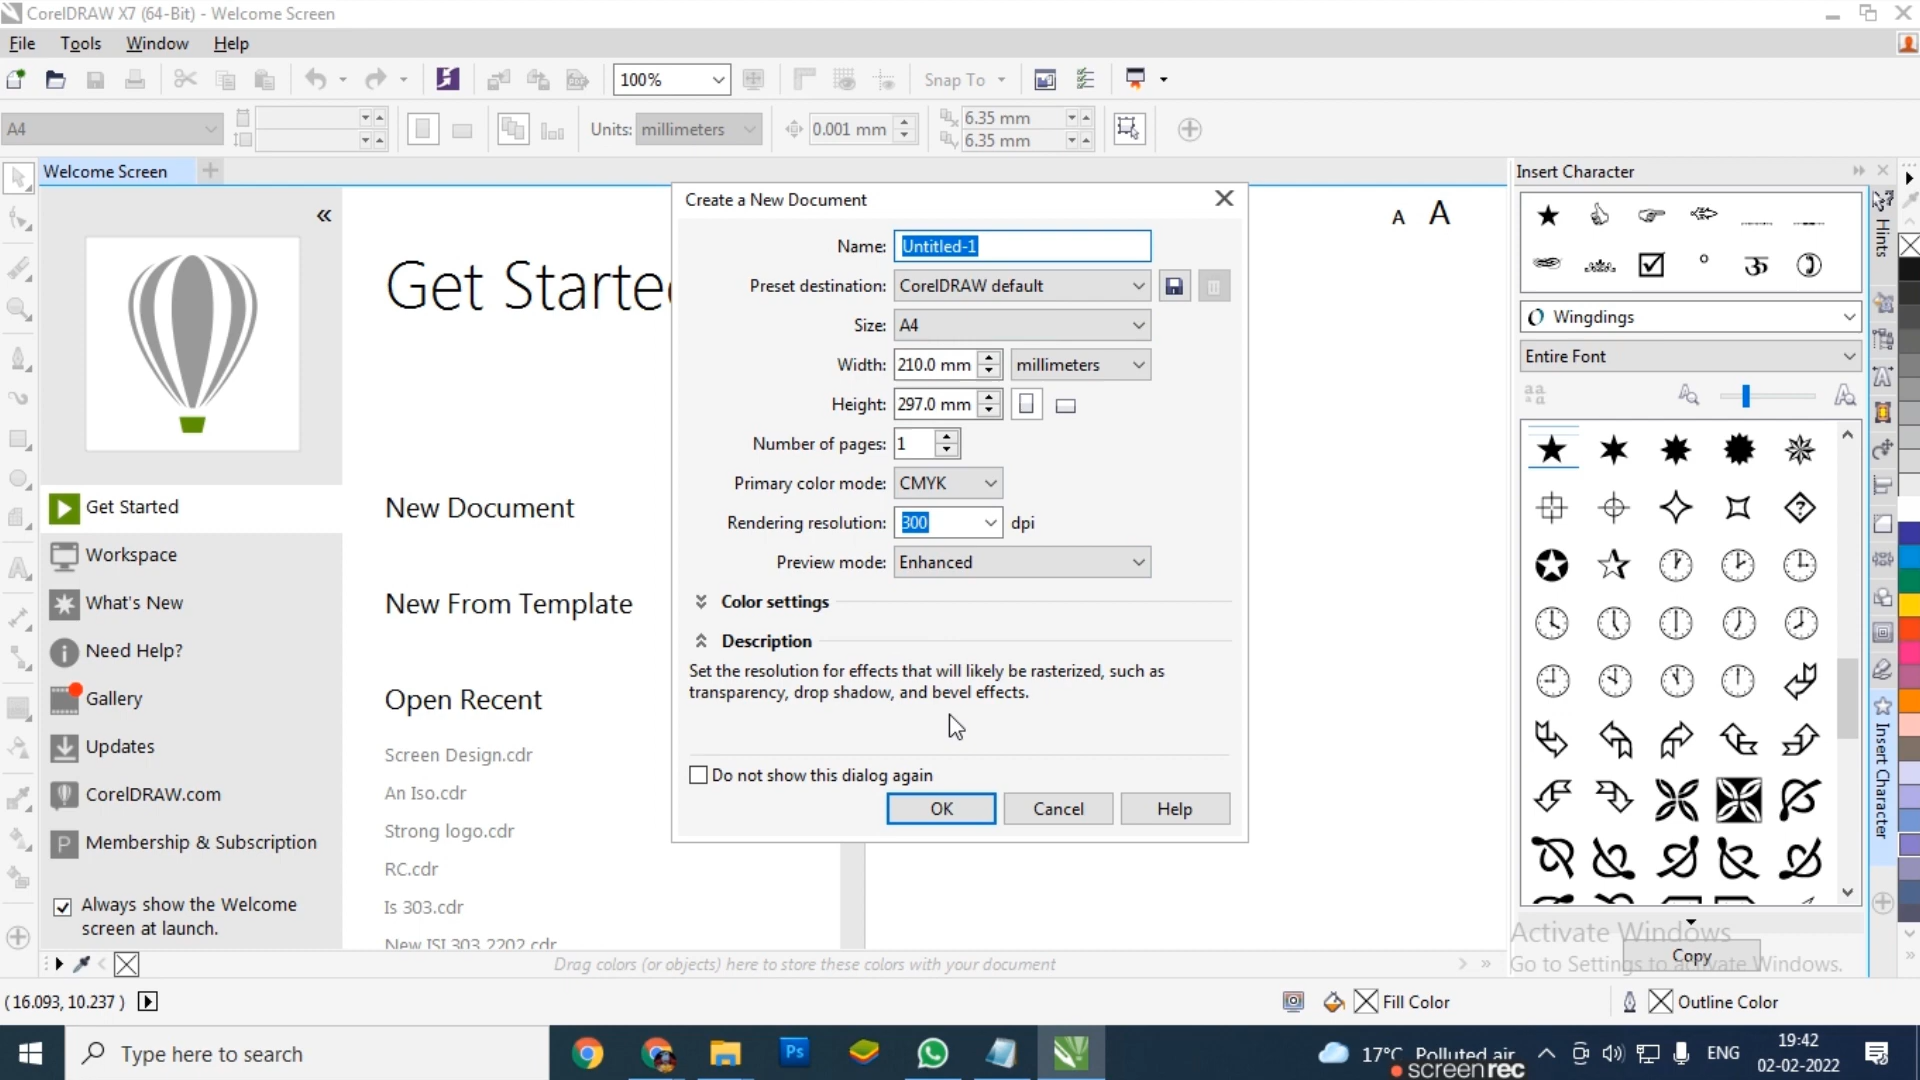 CorelDRAW X7 (64-Bit) - Welcome Screen
File Tools Window Help
100% Snap To
A4 Units: millimeters 0.001 mm 6.35 mm
6.35 mm
Welcome Screen
Get Started
Workspace
What's New
Need Help?
Gallery
Updates
CorelDRAW.com
Membership & Subscription
Always show the Welcome
screen at launch.
Get Started
New Document
New From Template
Open Recent
Screen Design.cdr
An Iso.cdr
Strong logo.cdr
RC.cdr
Is 303.cdr
New ISI 303 2202.cdr
A A
Create a New Document
Name: Untitled-1
Preset destination: CorelDRAW default
Size: A4
Width: 210.0 mm millimeters
Height: 297.0 mm
Number of pages: 1
Primary color mode: CMYK
Rendering resolution: 300 dpi
Preview mode: Enhanced
Color settings
Description
Set the resolution for effects that will likely be rasterized, such as
transparency, drop shadow, and bevel effects.
Do not show this dialog again
OK Cancel Help
Insert Character
ॐ
Wingdings
Entire Font
Copy
Hints
Insert Character
Activate Windows
Go to Settings to activate Windows.
Drag colors (or objects) here to store these colors with your document
(16.093, 10.237 )
Fill Color
Outline Color
Type here to search
Ps
17°C Polluted air
ENG
19:42
02-02-2022
screenrec